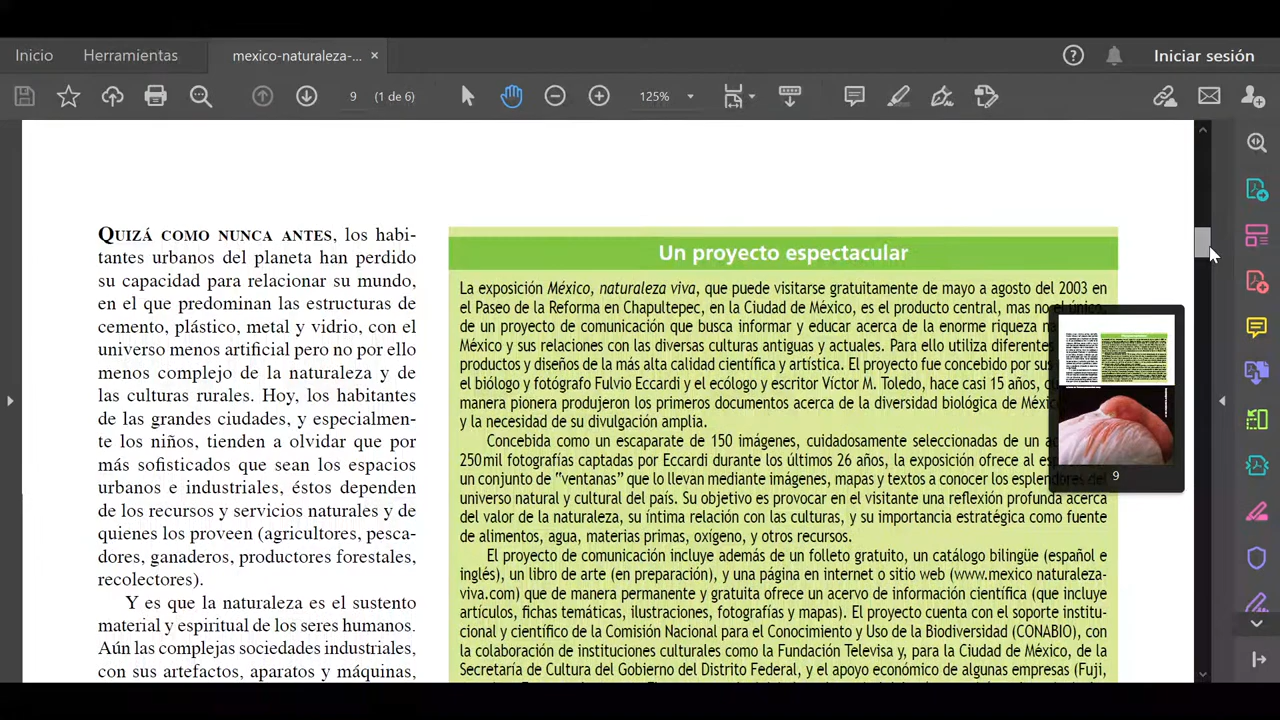 Inicio
Herramientas
mexico-naturaleza-...
9
(1 de 6)
125%
Iniciar sesión
QUIZÁ COMO NUNCA ANTES, los habi-
tantes urbanos del planeta han perdido
su capacidad para relacionar su mundo,
en el que predominan las estructuras de
cemento, plástico, metal y vidrio, con el
universo menos artificial pero no por ello
menos complejo de la naturaleza y de
las culturas rurales. Hoy, los habitantes
de las grandes ciudades, y especialmen-
te los niños, tienden a olvidar que por
más sofisticados que sean los espacios
urbanos e industriales, éstos dependen
de los recursos y servicios naturales y de
quienes los proveen (agricultores, pesca-
dores, ganaderos, productores forestales,
recolectores).
Y es que la naturaleza es el sustento
material y espiritual de los seres humanos.
Aún las complejas sociedades industriales,
con sus artefactos, aparatos y máquinas,
Un proyecto espectacular
La exposición México, naturaleza viva, que puede visitarse gratuitamente de mayo a agosto del 2003 en
el Paseo de la Reforma en Chapultepec, en la Ciudad de México, es el producto central, mas no el único,
de un proyecto de comunicación que busca informar y educar acerca de la enorme riqueza
México y sus relaciones con las diversas culturas antiguas y actuales. Para ello utiliza diferentes
productos y diseños de la más alta calidad científica y artística. El proyecto fue concebido por sus
el biólogo y fotógrafo Fulvio Eccardi y el ecólogo y escritor Víctor M. Toledo, hace casi 15 años,
manera pionera produjeron los primeros documentos acerca de la diversidad biológica de
y la necesidad de su divulgación amplia.
Concebida como un escaparate de 150 imágenes, cuidadosamente seleccionadas de un
250 mil fotografías captadas por Eccardi durante los últimos 26 años, la exposición ofrece al
un conjunto de "ventanas" que lo llevan mediante imágenes, mapas y textos a conocer los esplendores del
universo natural y cultural del país. Su objetivo es provocar en el visitante una reflexión profunda acerca
del valor de la naturaleza, su íntima relación con las culturas, y su importancia estratégica como fuente
de alimentos, agua, materias primas, oxígeno, y otros recursos.
El proyecto de comunicación incluye además de un folleto gratuito, un catálogo bilingüe (español e
inglés), un libro de arte (en preparación), y una página en internet o sitio web (www.mexico naturaleza-
viva.com) que de manera permanente y gratuita ofrece un acervo de información científica (que incluye
artículos, fichas temáticas, ilustraciones, fotografías y mapas). El proyecto cuenta con el soporte institu-
cional y científico de la Comisión Nacional para el Conocimiento y Uso de la Biodiversidad (CONABIO), con
la colaboración de instituciones culturales como la Fundación Televisa y, para la Ciudad de México, de la
Secretaría de Cultura del Gobierno del Distrito Federal, y el apoyo económico de algunas empresas (Fuji,
9